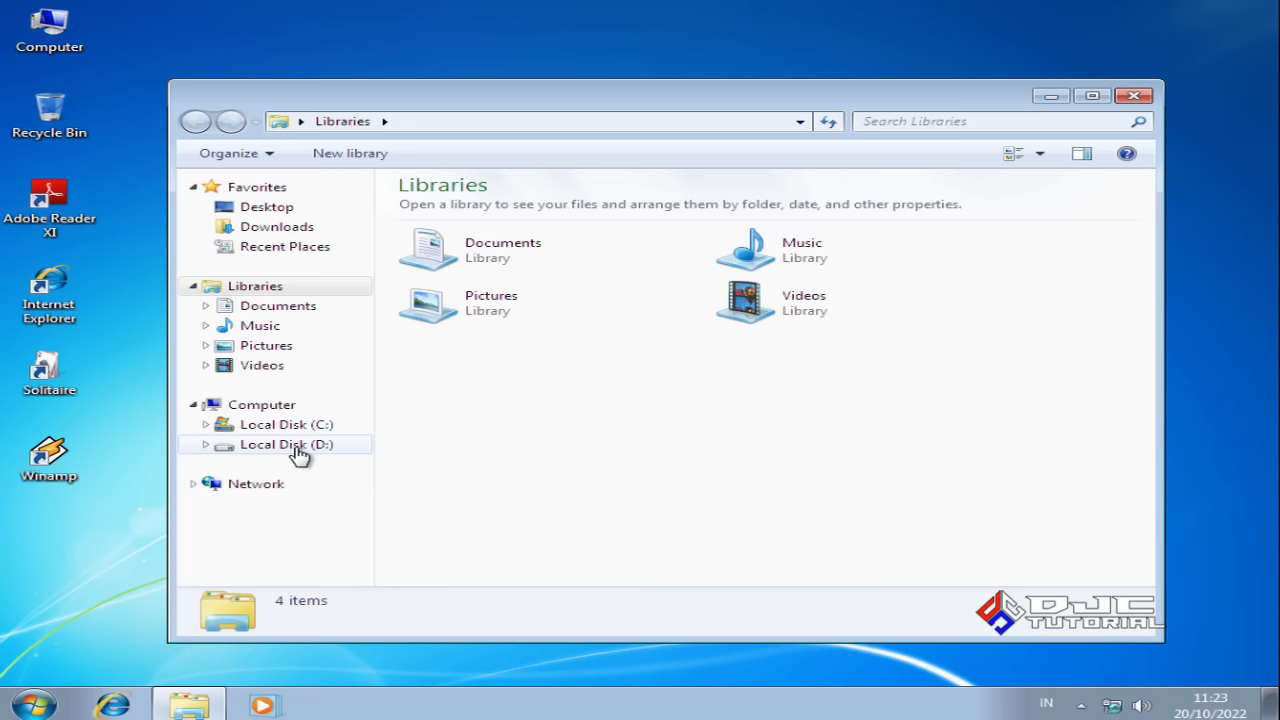 Computer
Recycle Bin
Adobe Reader
XI
Internet
Explorer
Solitaire
Winamp
Libraries
Search Libraries
Organize
New library
Favorites
Desktop
Downloads
Recent Places
Libraries
Documents
Music
Pictures
Videos
Computer
Local Disk (C:)
Local Disk (D:)
Network
Libraries
Open a library to see your files and arrange them by folder, date, and other properties.
Documents
Library
Music
Library
Pictures
Library
Videos
Library
4 items
DJC
TUTORIAL
IN
11:23
20/10/2022